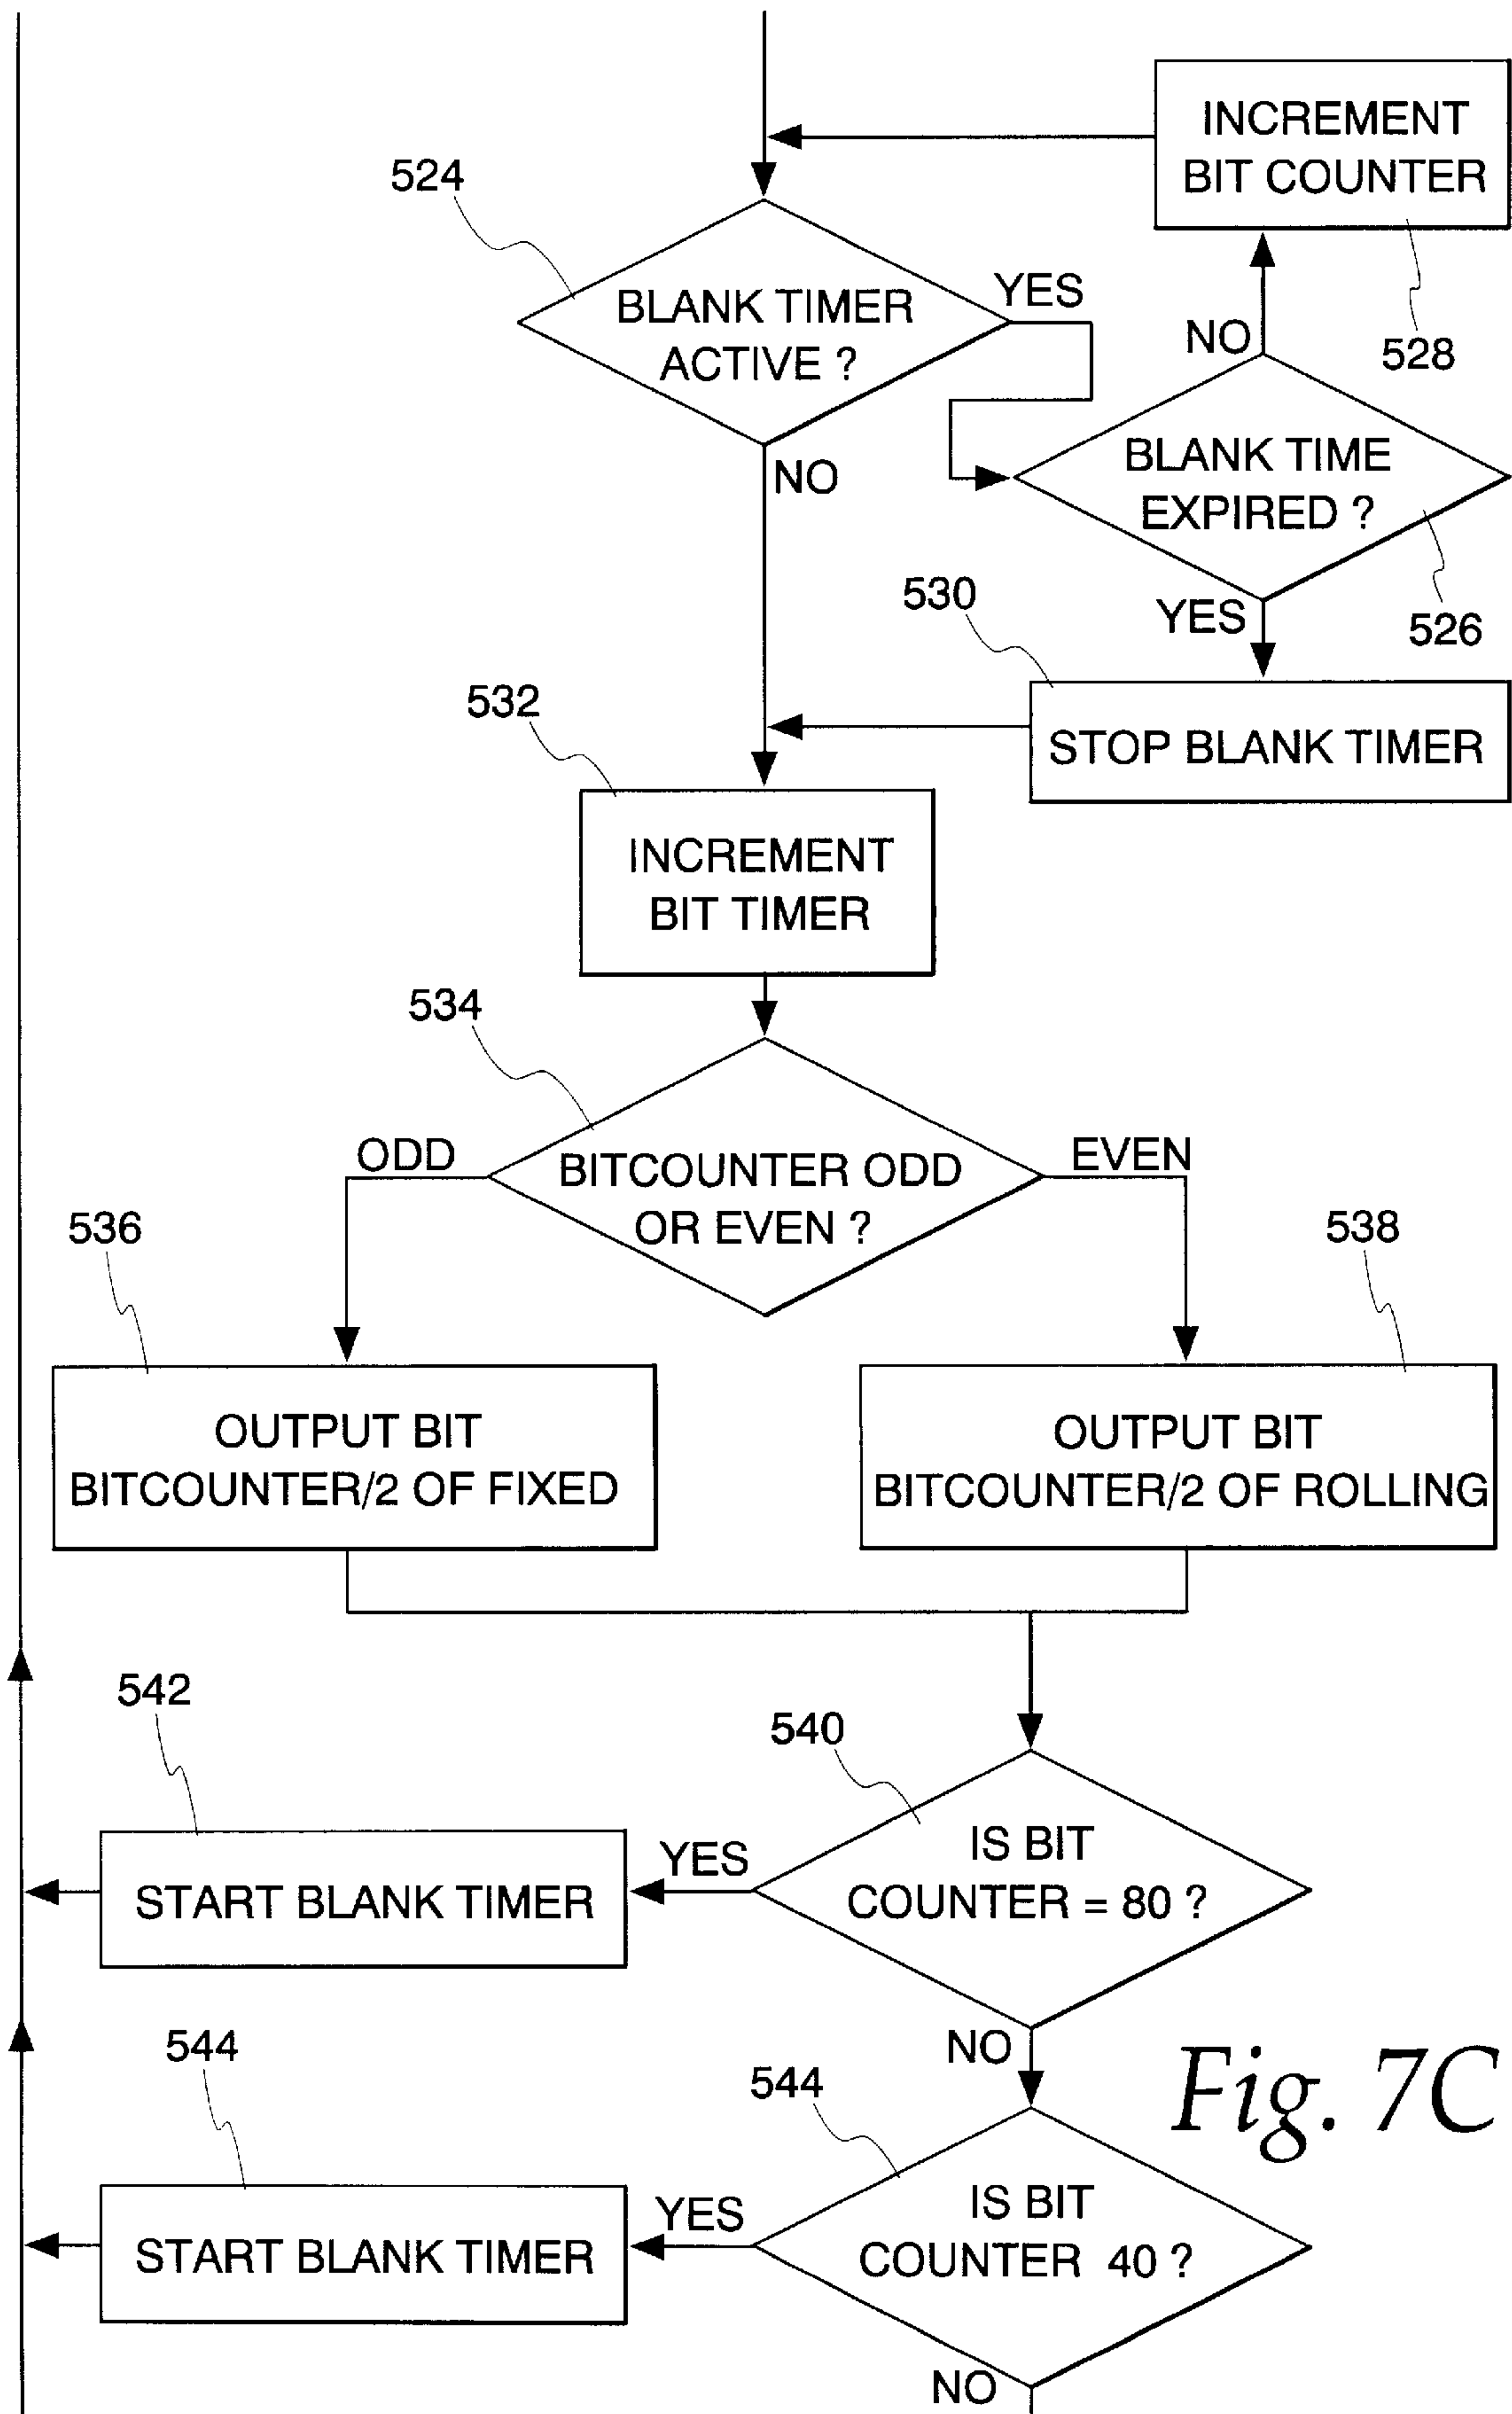 INCREMENT
BIT COUNTER
524
528
BLANK TIMER
ACTIVE ?
YES
NO
NO
BLANK TIME
EXPIRED ?
526
YES
530
STOP BLANK TIMER
532
INCREMENT
BIT TIMER
534
BITCOUNTER ODD
OR EVEN ?
ODD
EVEN
536
538
OUTPUT BIT
BITCOUNTER/2 OF FIXED
OUTPUT BIT
BITCOUNTER/2 OF ROLLING
540
542
IS BIT
COUNTER = 80 ?
YES
START BLANK TIMER
NO
544
544
IS BIT
COUNTER 40 ?
YES
START BLANK TIMER
NO
Fig. 7C